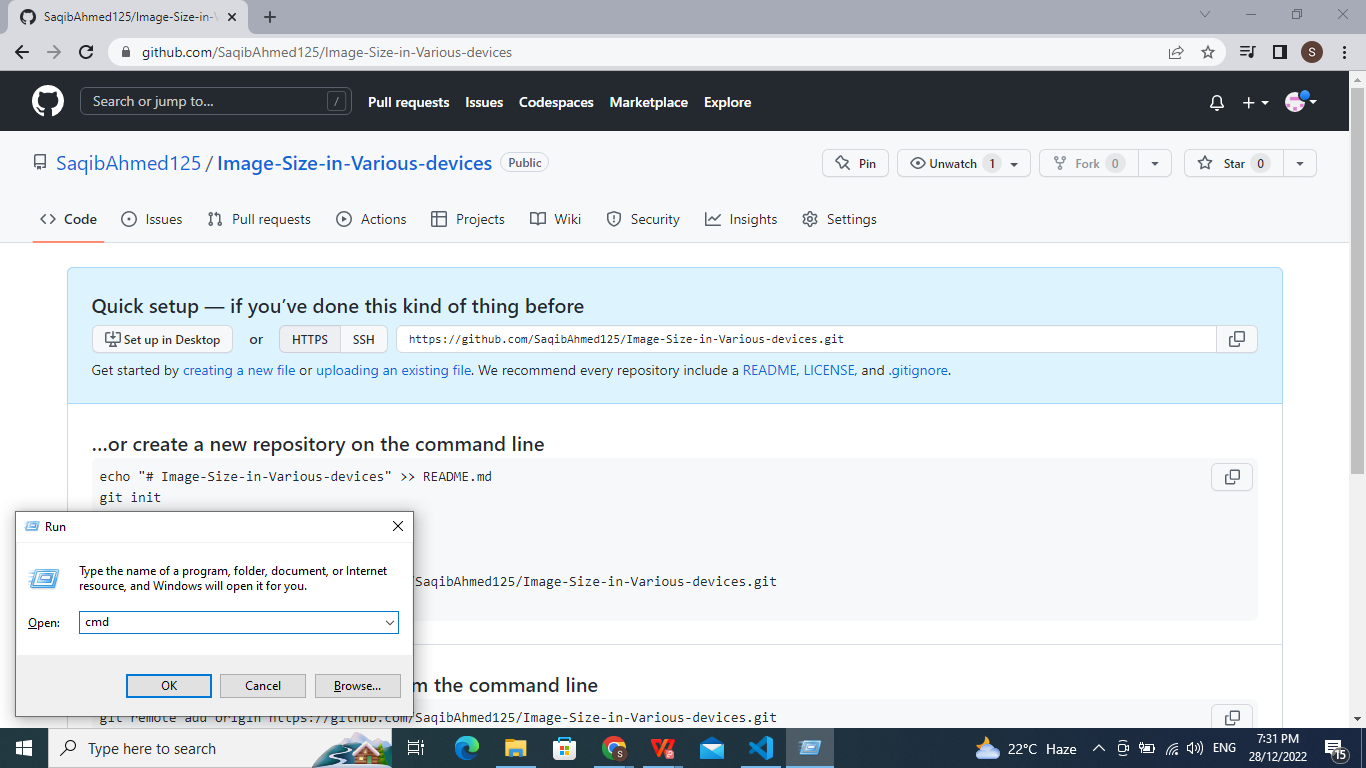 SaqibAhmed125/Image-Size-in-V
github.com/SaqibAhmed125/Image-Size-in-Various-devices
S
Search or jump to...
/
Pull requests
Issues
Codespaces
Marketplace
Explore
SaqibAhmed125 / Image-Size-in-Various-devices
Public
Pin
Unwatch 1
Fork 0
Star 0
Code
Issues
Pull requests
Actions
Projects
Wiki
Security
Insights
Settings
Quick setup — if you've done this kind of thing before
Set up in Desktop
or
HTTPS
SSH
https://github.com/SaqibAhmed125/Image-Size-in-Various-devices.git
Get started by creating a new file or uploading an existing file. We recommend every repository include a README, LICENSE, and .gitignore.
...or create a new repository on the command line
echo "# Image-Size-in-Various-devices" >> README.md
git init
SaqibAhmed125/Image-Size-in-Various-devices.git
Run
Type the name of a program, folder, document, or Internet
resource, and Windows will open it for you.
Open:
cmd
OK
Cancel
Browse...
m the command line
git remote add origin https://github.com/SaqibAhmed125/Image-Size-in-Various-devices.git
Type here to search
22°C Haze
ENG
7:31 PM
28/12/2022
15